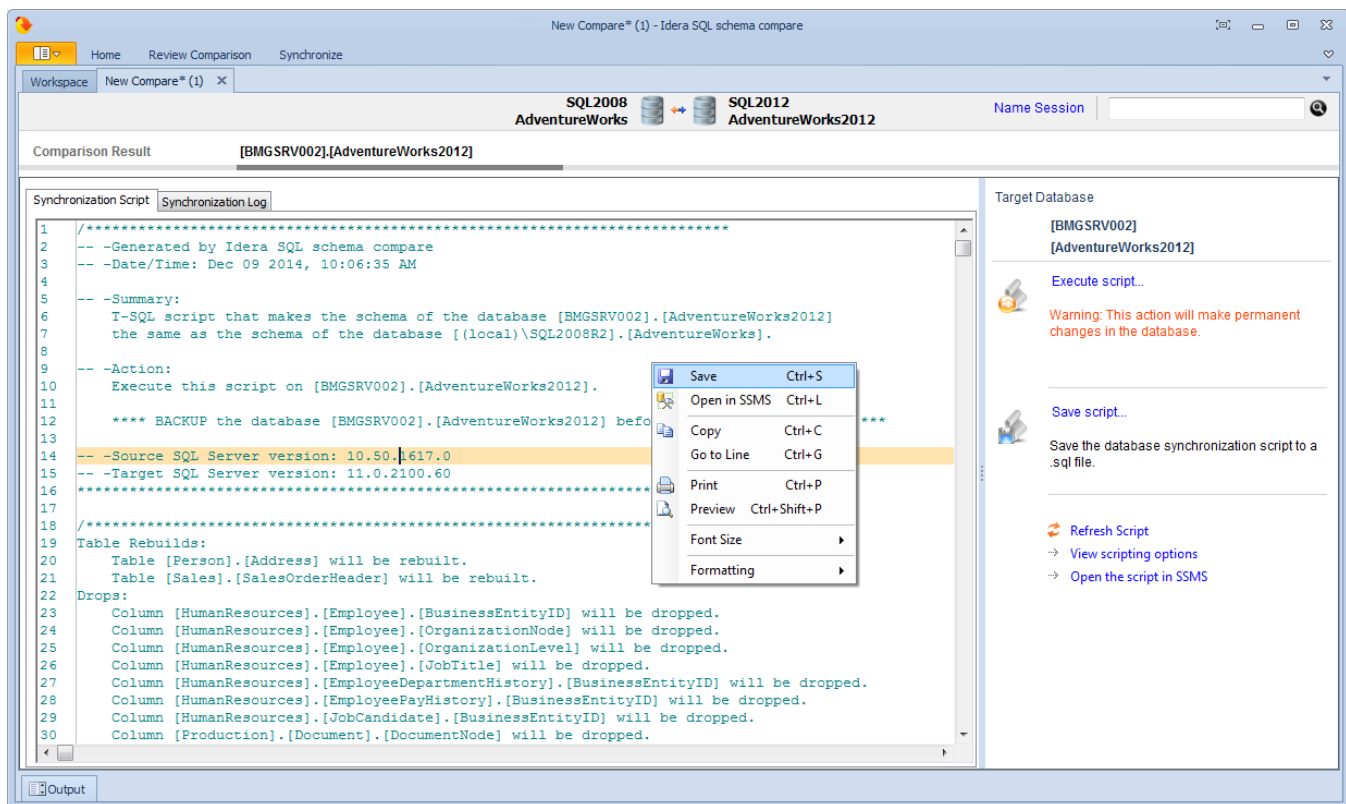 New Compare* (1) - Idera SQL schema compare
Home Review Comparison Synchronize
Workspace New Compare* (1)
SQL2008 SQL2012
AdventureWorks AdventureWorks2012
Name Session
Comparison Result [BMGSRV002].[AdventureWorks2012]
Synchronization Script Synchronization Log
1 /**************************************************************************
2 -- -Generated by Idera SQL schema compare
3 -- -Date/Time: Dec 09 2014, 10:06:35 AM
4
5 -- -Summary:
6 T-SQL script that makes the schema of the database [BMGSRV002].[AdventureWorks2012]
7 the same as the schema of the database [(local)\SQL2008R2].[AdventureWorks].
8
9 -- -Action:
10 Execute this script on [BMGSRV002].[AdventureWorks2012].
11
12 **** BACKUP the database [BMGSRV002].[AdventureWorks2012] befo ***
13
14 -- -Source SQL Server version: 10.50.1617.0
15 -- -Target SQL Server version: 11.0.2100.60
16 ******************************************************************
17
18 /*****************************************************************
19 Table Rebuilds:
20 Table [Person].[Address] will be rebuilt.
21 Table [Sales].[SalesOrderHeader] will be rebuilt.
22 Drops:
23 Column [HumanResources].[Employee].[BusinessEntityID] will be dropped.
24 Column [HumanResources].[Employee].[OrganizationNode] will be dropped.
25 Column [HumanResources].[Employee].[OrganizationLevel] will be dropped.
26 Column [HumanResources].[Employee].[JobTitle] will be dropped.
27 Column [HumanResources].[EmployeeDepartmentHistory].[BusinessEntityID] will be dropped.
28 Column [HumanResources].[EmployeePayHistory].[BusinessEntityID] will be dropped.
29 Column [HumanResources].[JobCandidate].[BusinessEntityID] will be dropped.
30 Column [Production].[Document].[DocumentNode] will be dropped.
Save Ctrl+S
Open in SSMS Ctrl+L
Copy Ctrl+C
Go to Line Ctrl+G
Print Ctrl+P
Preview Ctrl+Shift+P
Font Size
Formatting
Target Database
[BMGSRV002]
[AdventureWorks2012]
Execute script...
Warning: This action will make permanent
changes in the database.
Save script...
Save the database synchronization script to a
.sql file.
Refresh Script
View scripting options
Open the script in SSMS
Output